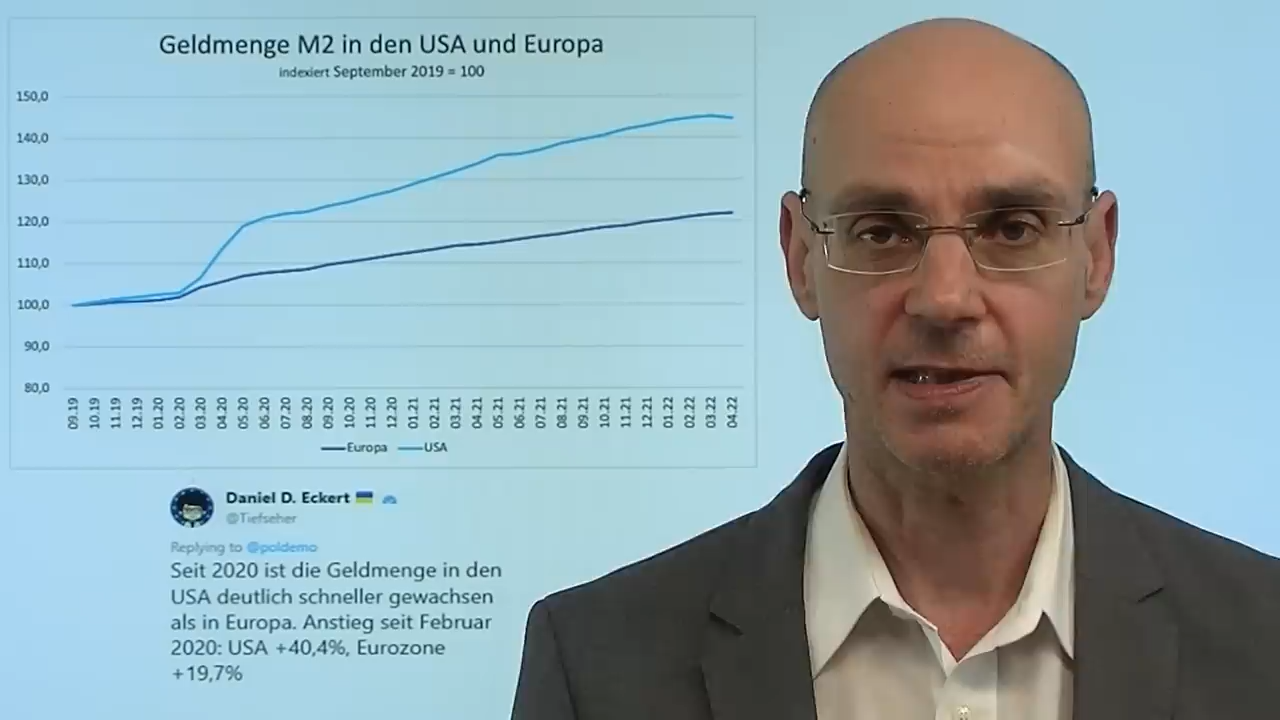 Geldmenge M2 in den USA und Europa
indexiert September 2019 = 100
150,0
140,0
130,0
120,0
110,0
100,0
90,0
80,0
09.19 10.19 11.19 12.19 01.20 02.20 03.20 04.20 05.20 06.20 07.20 08.20 09.20 10.20 11.20 12.20 01.21 02.21 03.21 04.21 05.21 06.21 07.21 08.21 09.21 10.21 11.21 12.21 01.22 02.22 03.22 04.22
Europa USA
Daniel D. Eckert
@Tiefseher
Replying to @poldemo
Seit 2020 ist die Geldmenge in den
USA deutlich schneller gewachsen
als in Europa. Anstieg seit Februar
2020: USA +40,4%, Eurozone
+19,7%